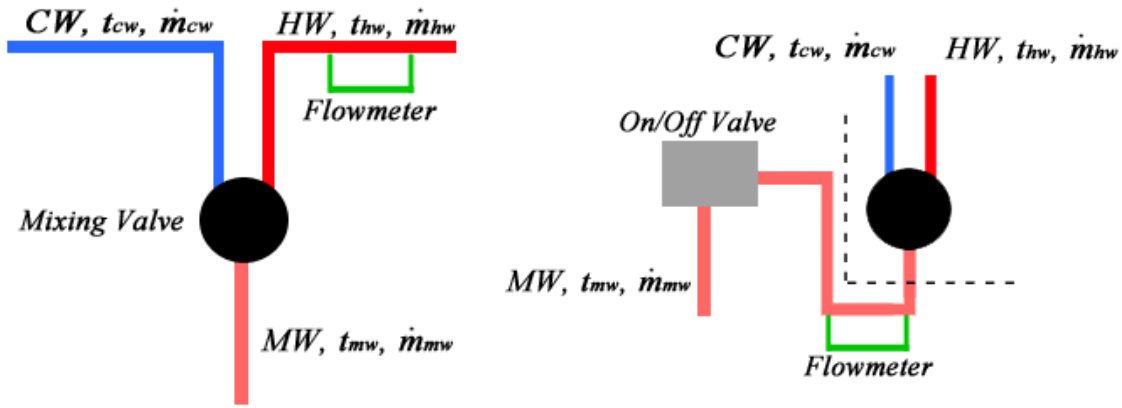 CW, tcw, ṁcw
HW, thw, ṁhw
Flowmeter
Mixing Valve
MW, tmw, ṁmw
CW, tcw, ṁcw
HW, thw, ṁhw
On/Off Valve
MW, tmw, ṁmw
Flowmeter